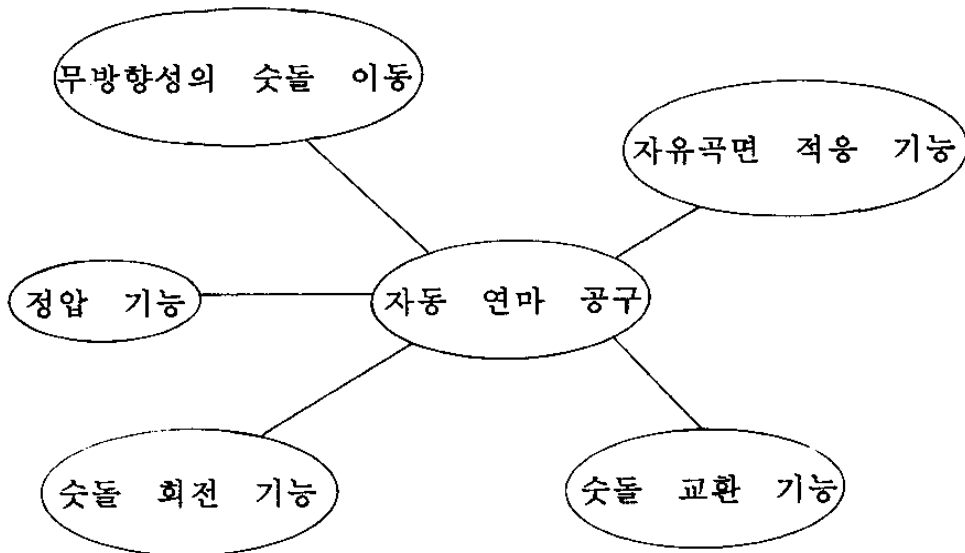 무방향성의 숫돌 이동
자유곡면 적응 기능
정압 기능
자동 연마 공구
숫돌 회전 기능
숫돌 교환 기능